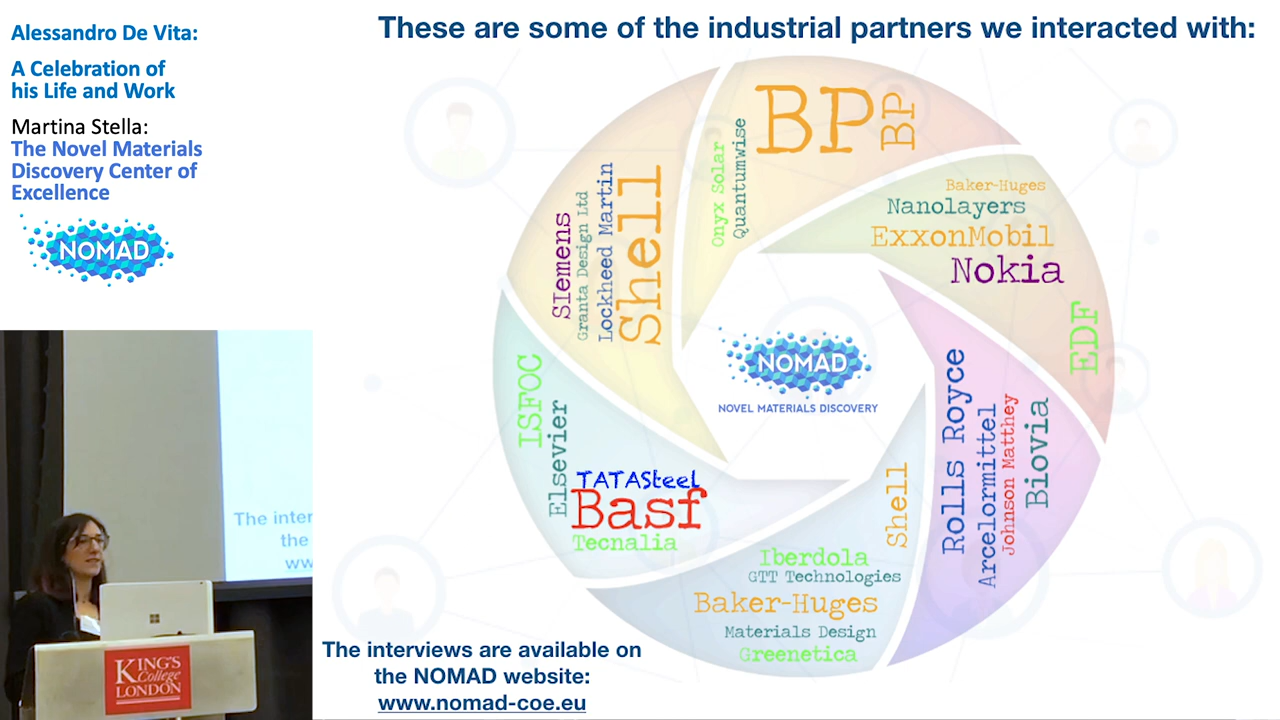 Alessandro De Vita:
A Celebration of
his Life and Work
Martina Stella:
The Novel Materials
Discovery Center of
Excellence
NOMAD
These are some of the industrial partners we interacted with:
BP
BP
Onyx Solar
Quantumwise
SIemens
Granta Design Ltd
Lockheed Martin
Shell
Baker-Huges
Nanolayers
ExxonMobil
Nokia
EDF
NOMAD
NOVEL MATERIALS DISCOVERY
ISFOC
Elsevier
TATASteel
Basf
Tecnalia
Rolls Royce
Arcelormittel
Johnson Matthey
Biovia
Shell
Iberdola
GTT Technologies
Baker-Huges
Materials Design
Greenetica
The interviews are available on
the NOMAD website:
www.nomad-coe.eu
The inter
the
ww
KING'S
College
LONDON